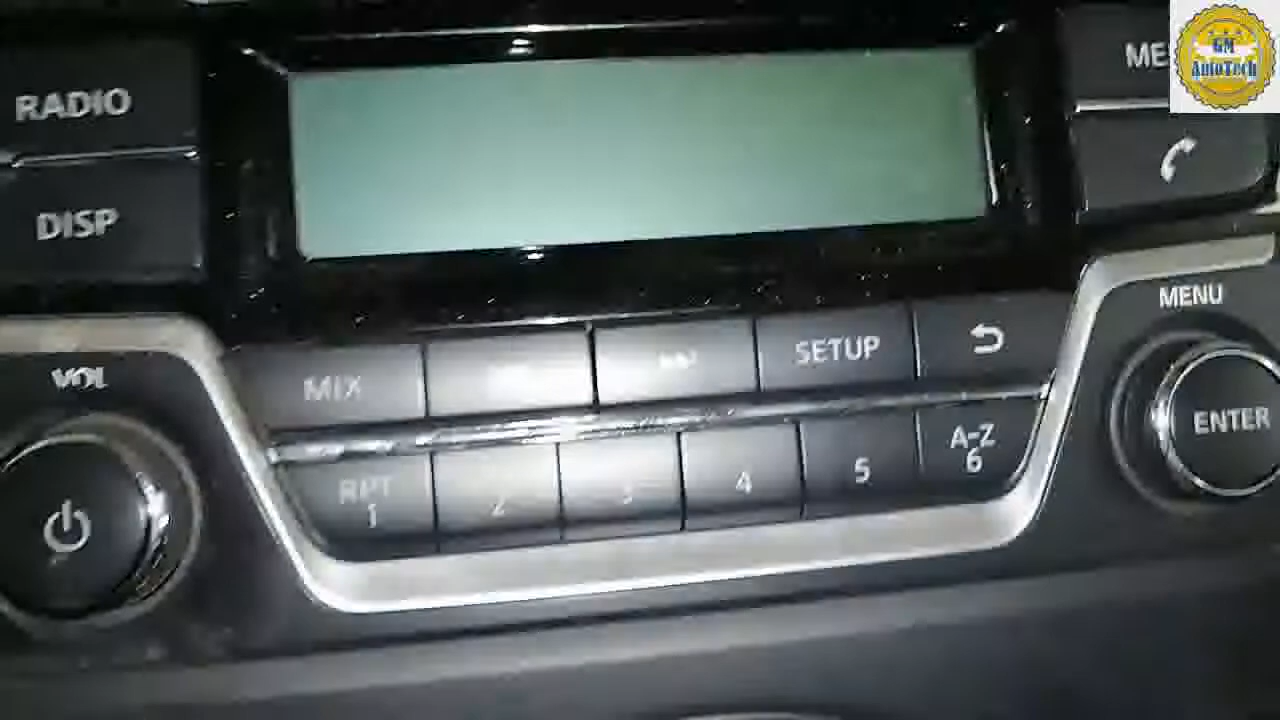 RADIO
DISP
VOL
MIX
SETUP
RPT
1
2
3
4
5
A-Z
6
ME
GM
AutoTech
MENU
ENTER